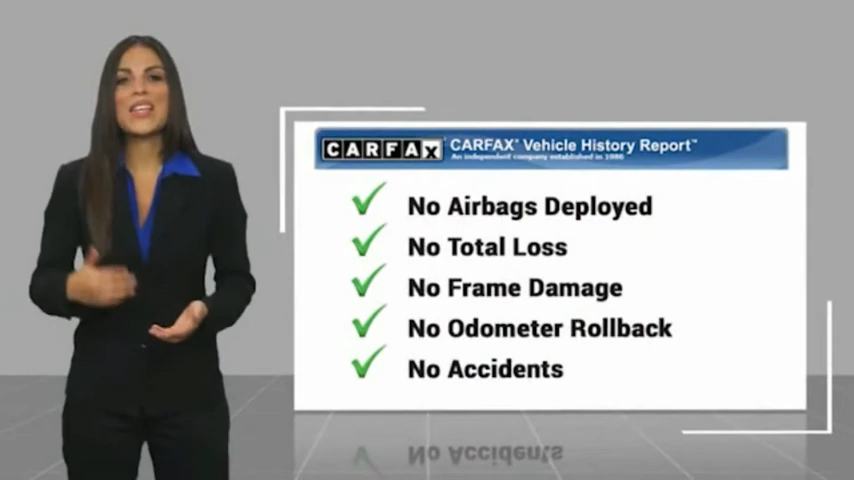 CARFAX CARFAX™ Vehicle History Report™
An independent company established in 1986
No Airbags Deployed
No Total Loss
No Frame Damage
No Odometer Rollback
No Accidents
No Accidents